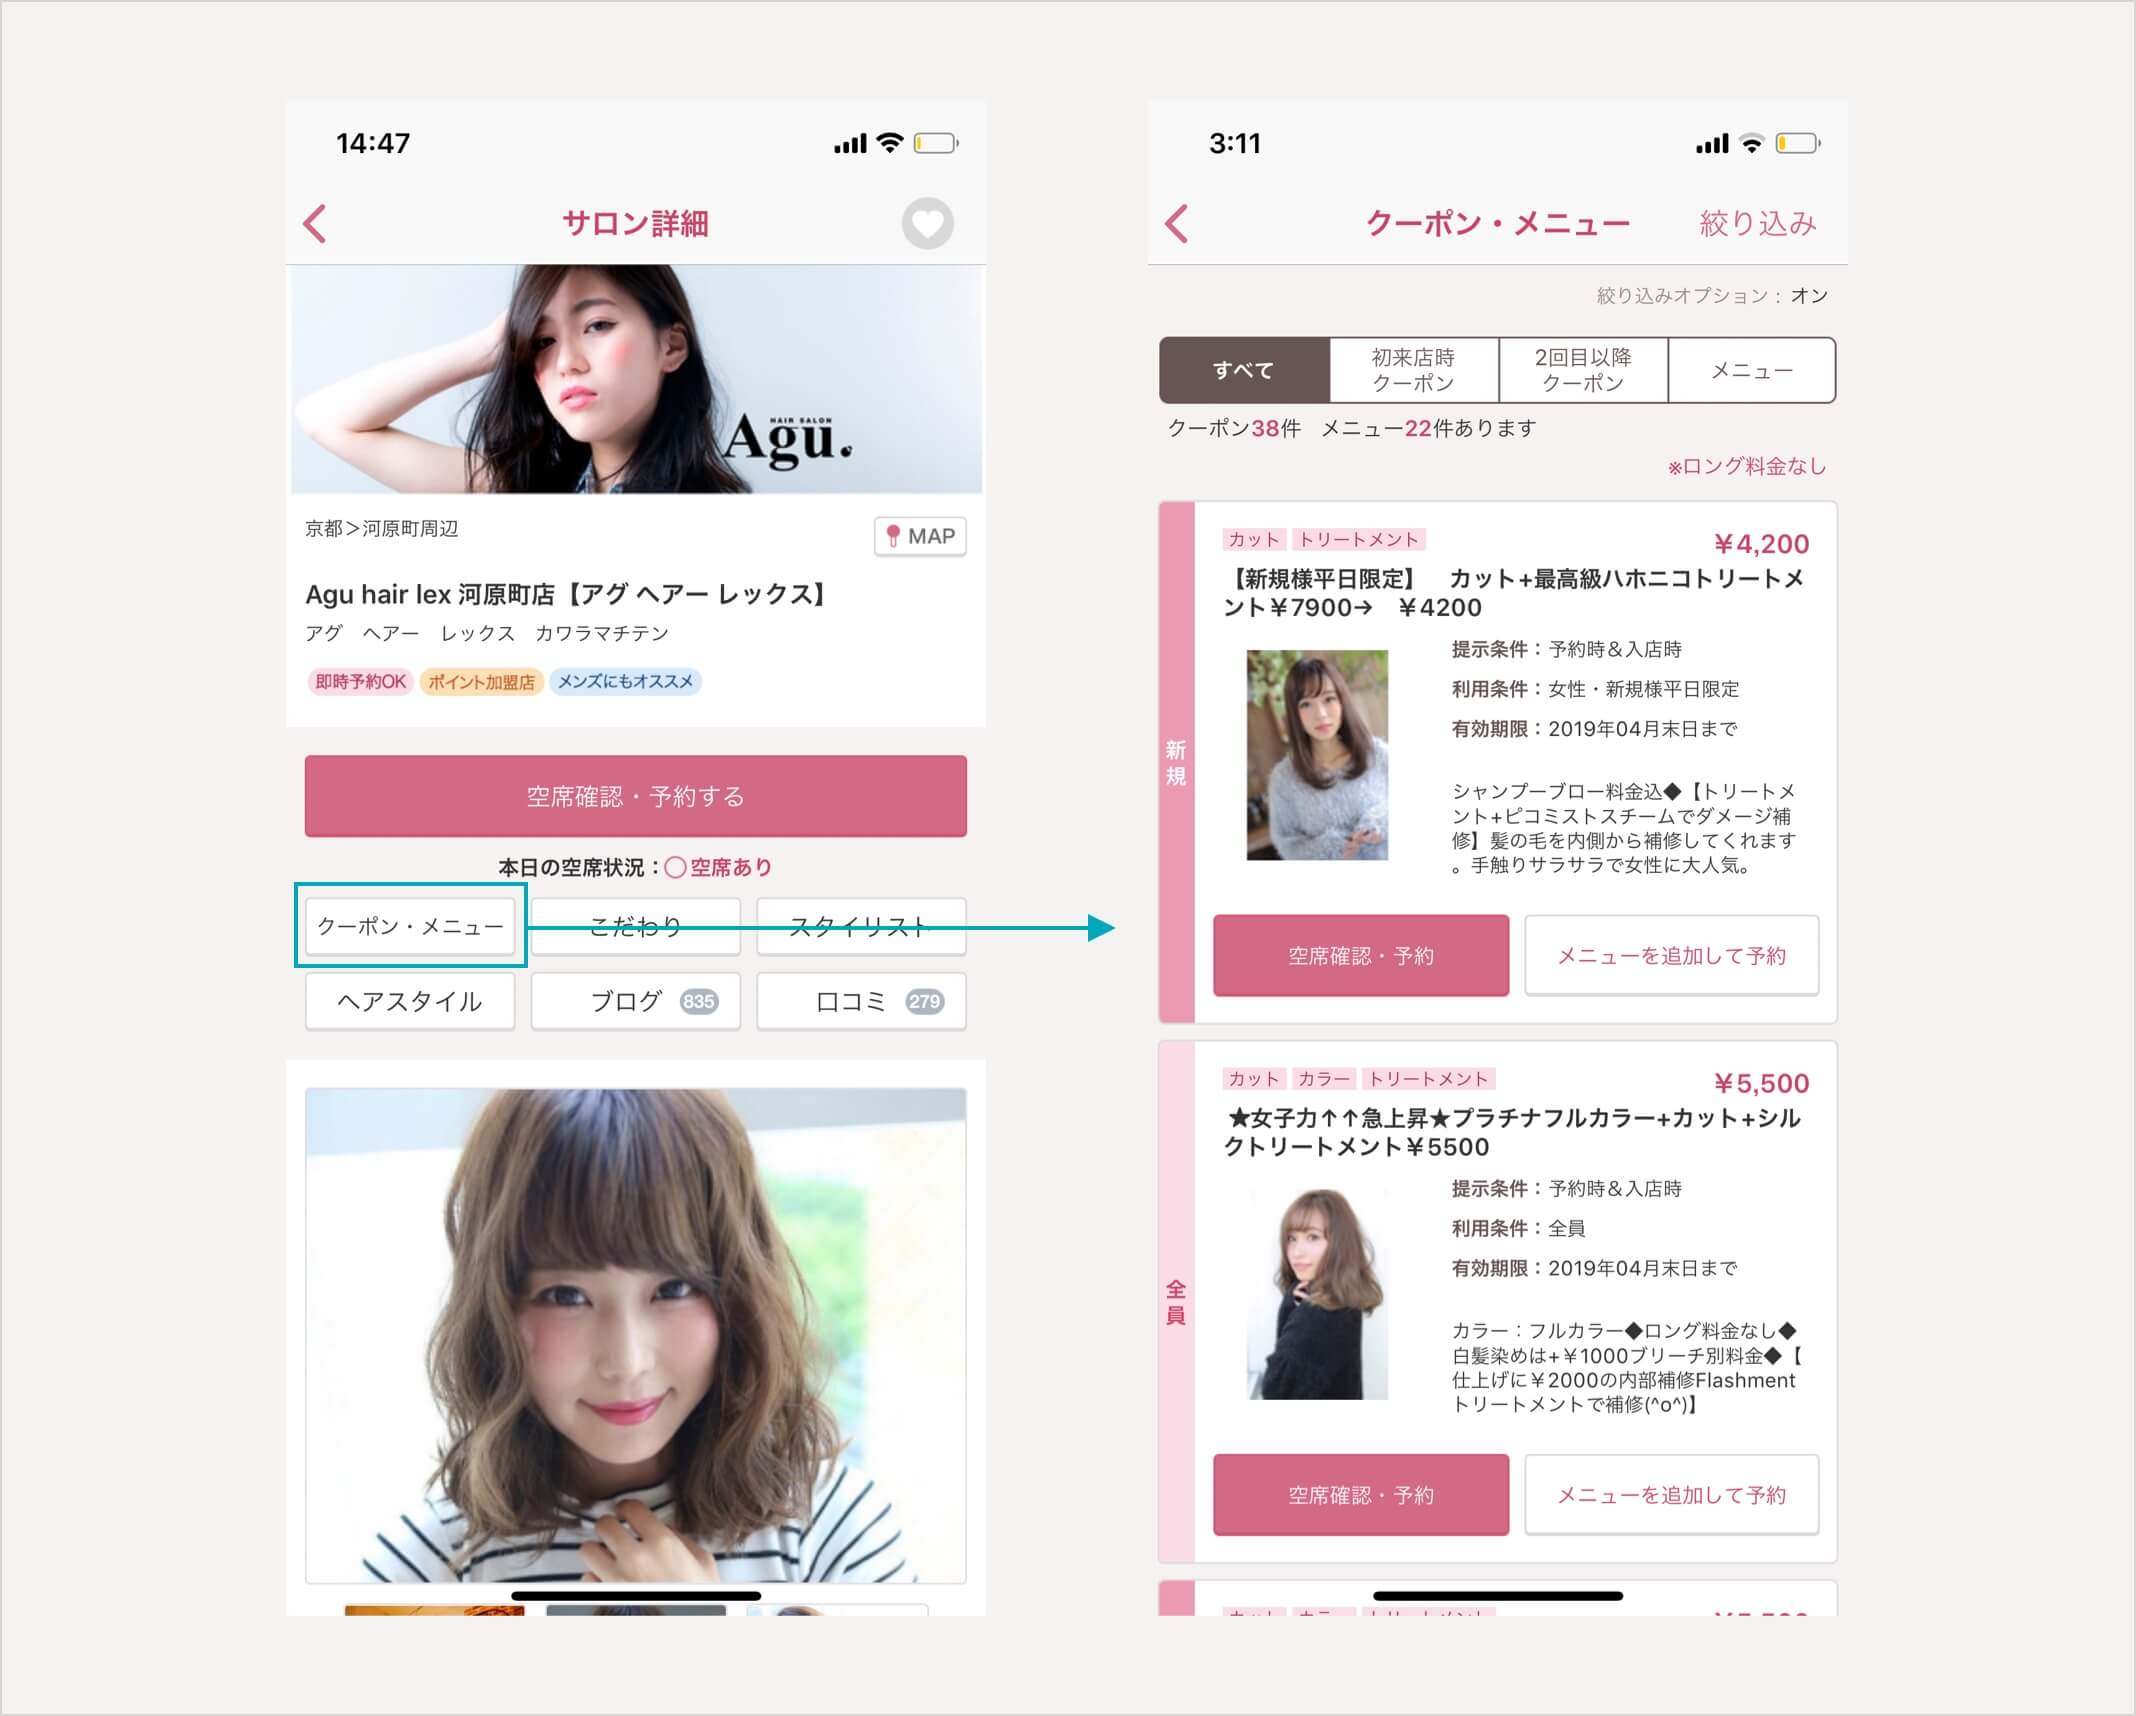 14:47
サロン詳細
HAIR SALON
Agu.
京都＞河原町周辺
MAP
Agu hair lex 河原町店【アグ ヘアー レックス】
アグ　ヘアー　レックス　カワラマチテン
即時予約OK
ポイント加盟店
メンズにもオススメ
空席確認・予約する
本日の空席状況：◯空席あり
クーポン・メニュー
こだわり
スタイリスト
ヘアスタイル
ブログ 835
口コミ 279
3:11
クーポン・メニュー
絞り込み
絞り込みオプション： オン
すべて
初来店時
クーポン
2回目以降
クーポン
メニュー
クーポン38件　メニュー22件あります
※ロング料金なし
新規
カット トリートメント
￥4,200
【新規様平日限定】　カット+最高級ハホニコトリートメ
ント￥7900→　￥4200
提示条件：予約時＆入店時
利用条件：女性・新規様平日限定
有効期限：2019年04月末日まで
シャンプーブロー料金込◆【トリートメ
ント+ピコミストスチームでダメージ補
修】髪の毛を内側から補修してくれます
。手触りサラサラで女性に大人気。
空席確認・予約
メニューを追加して予約
全員
カット カラー トリートメント
￥5,500
★女子力↑↑急上昇★プラチナフルカラー+カット+シル
クトリートメント￥5500
提示条件：予約時＆入店時
利用条件：全員
有効期限：2019年04月末日まで
カラー：フルカラー◆ロング料金なし◆
白髪染めは+￥1000ブリーチ別料金◆【
仕上げに￥2000の内部補修Flashment
トリートメントで補修(^o^)】
空席確認・予約
メニューを追加して予約
カット カラー トリートメント